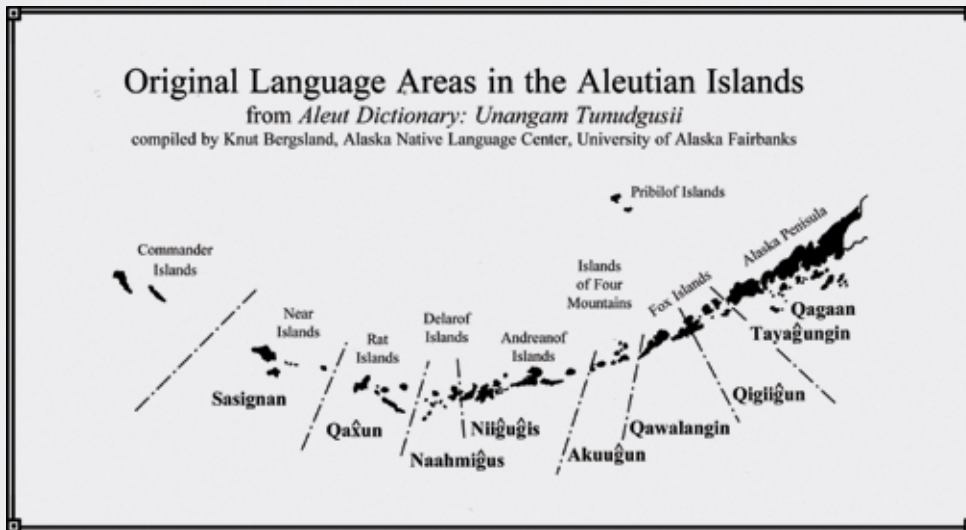 Original Language Areas in the Aleutian Islands
from Aleut Dictionary: Unangam Tunudgusii
compiled by Knut Bergsland, Alaska Native Language Center, University of Alaska Fairbanks
Pribilof Islands
Alaska Penisula
Commander
Islands
Islands
of Four
Mountains
Fox Islands
Near
Islands
Rat
Islands
Delarof
Islands
Andreanof
Islands
Qagaan
Tayaĝungin
Sasignan
Qax̂un
Naahmiĝus
Niiĝuĝis
Akuuĝun
Qawalangin
Qigiiĝun